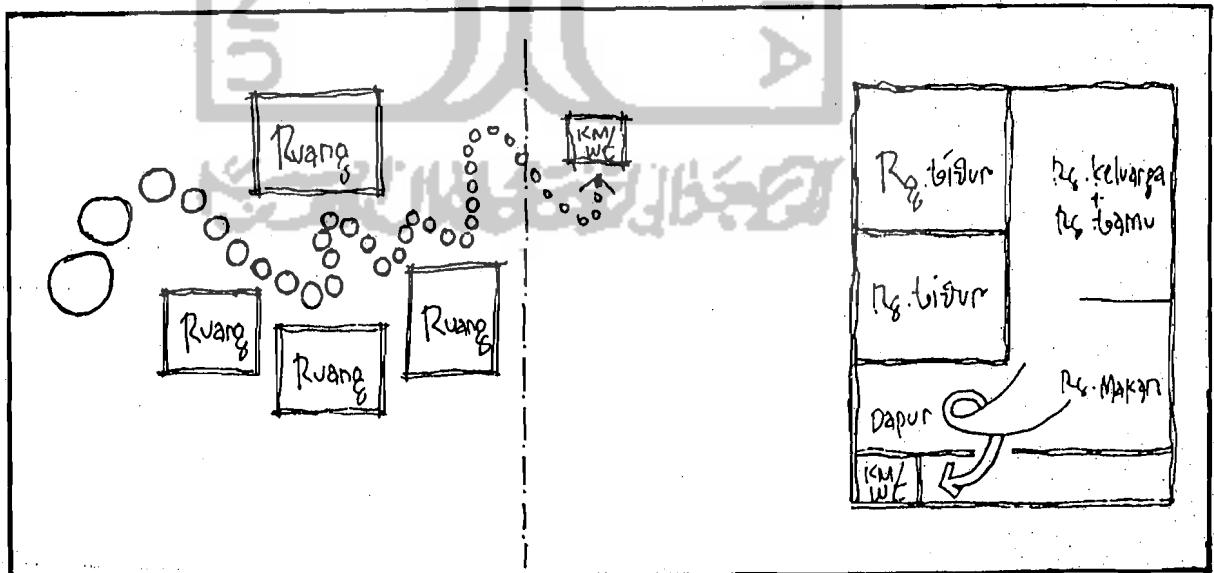 Ruang
KM/
WC
Ruang
Ruang
Ruang
Rg. tidur
Rg. keluarga
+
Rg. tamu
Rg. tidur
Rg. Makan
Dapur
KM/
WC